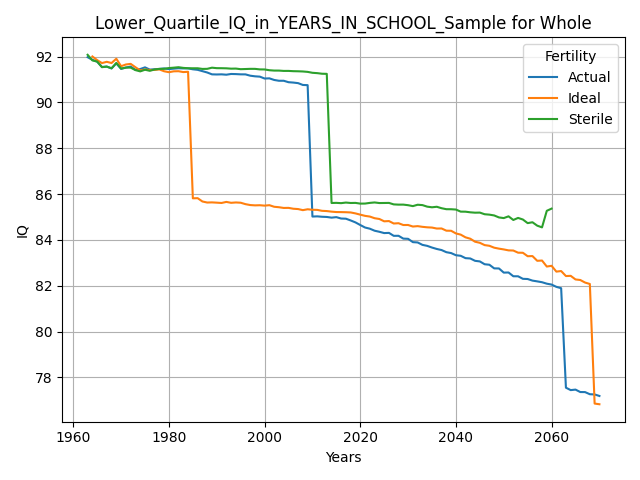 Lower_Quartile_IQ_in_YEARS_IN_SCHOOL_Sample for Whole
Fertility
Actual
Ideal
Sterile
IQ
92
90
88
86
84
82
80
78
1960
1980
2000
2020
2040
2060
Years